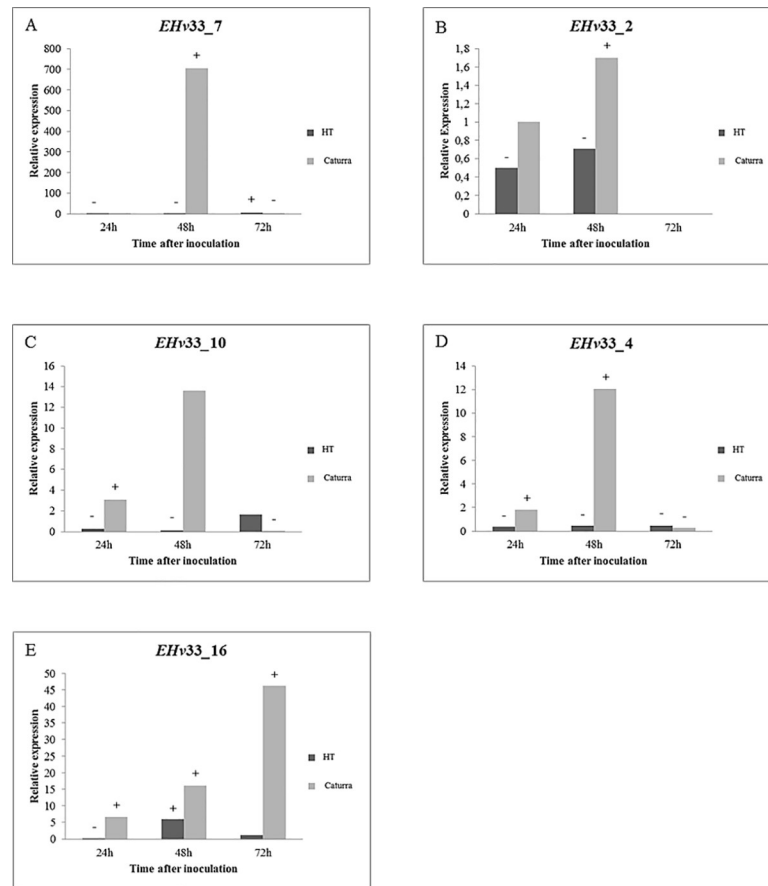 A
EHv33_7
Relative expression
800
700
600
500
400
300
200
100
0
+
-
-
+
-
24h
48h
72h
Time after inoculation
HT
Caturra
B
EHv33_2
Relative Expression
1,8
1,6
1,4
1,2
1
0,8
0,6
0,4
0,2
0
+
-
-
24h
48h
72h
Time after inoculation
HT
Caturra
C
EHv33_10
Relative expression
16
14
12
10
8
6
4
2
0
-
+
-
-
24h
48h
72h
Time after inoculation
HT
Caturra
D
EHv33_4
Relative expression
14
12
10
8
6
4
2
0
-
+
-
+
-
-
24h
48h
72h
Time after inoculation
HT
Caturra
E
EHv33_16
Relative expression
50
45
40
35
30
25
20
15
10
5
0
-
+
+
+
+
24h
48h
72h
Time after inoculation
HT
Caturra